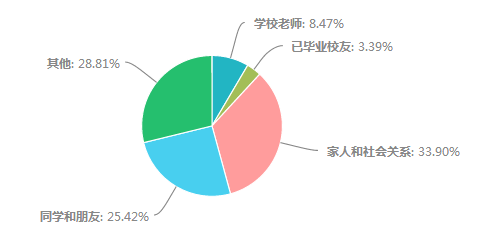 学校老师: 8.47%
已毕业校友: 3.39%
其他: 28.81%
家人和社会关系: 33.90%
同学和朋友: 25.42%